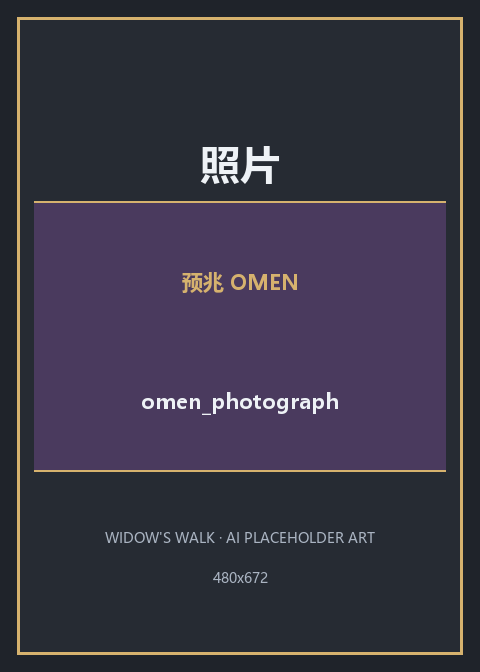 照片
预兆 OMEN
omen_photograph
WIDOW'S WALK · AI PLACEHOLDER ART
480x672